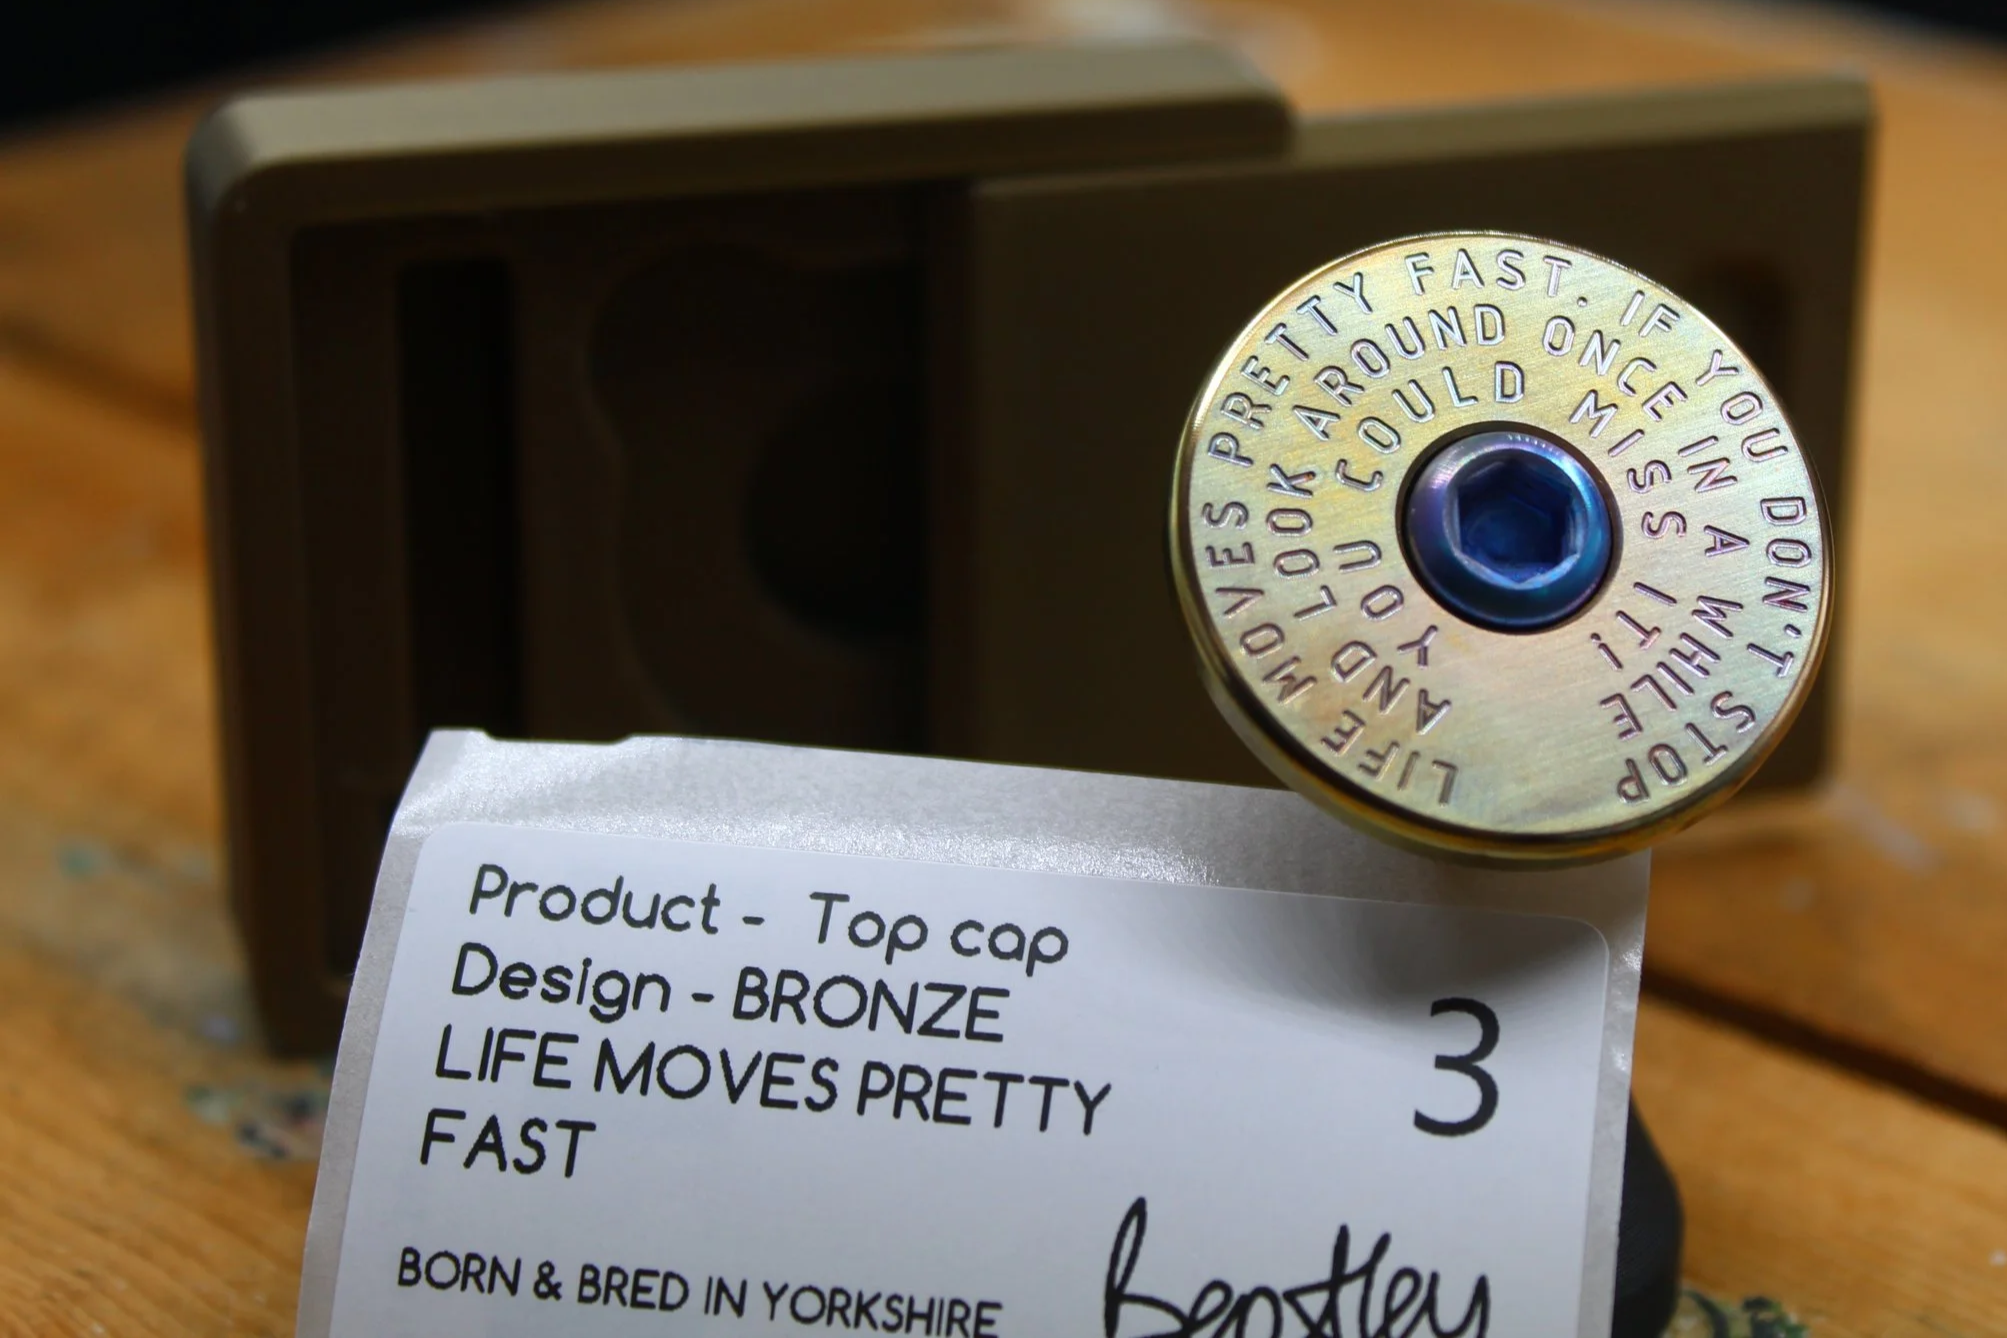 LIFE MOVES PRETTY FAST. IF YOU DON'T STOP
AND LOOK AROUND ONCE IN A WHILE
YOU COULD MISS IT!
Product - Top cap
Design - BRONZE
LIFE MOVES PRETTY
FAST
3
BORN & BRED IN YORKSHIRE